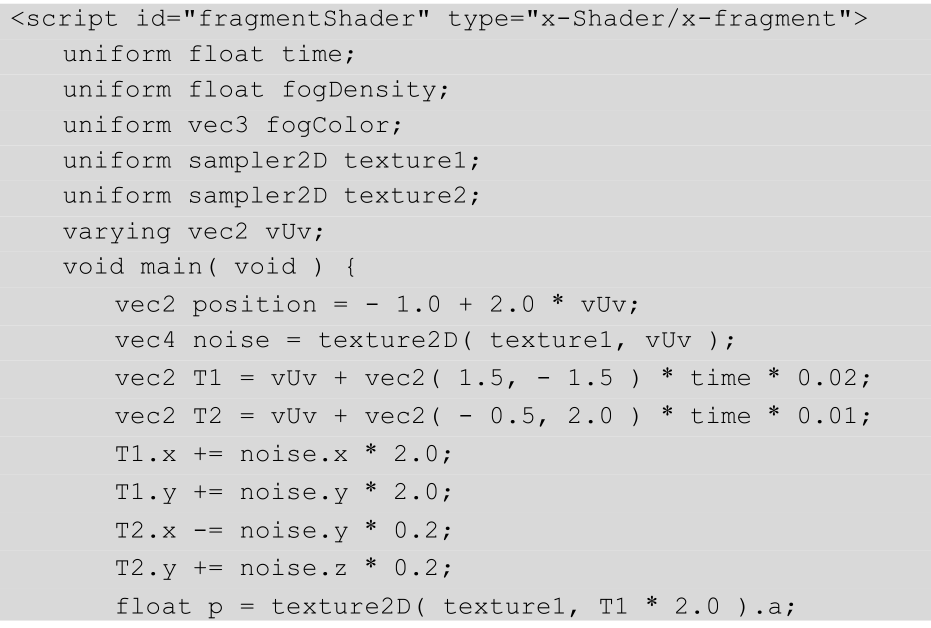 <script id="fragmentShader" type="x-Shader/x-fragment">
uniform float time;
uniform float fogDensity;
uniform vec3 fogColor;
uniform sampler2D texture1;
uniform sampler2D texture2;
varying vec2 vUv;
void main( void ) {
vec2 position = - 1.0 + 2.0 * vUv;
vec4 noise = texture2D( texture1, vUv );
vec2 T1 = vUv + vec2( 1.5, - 1.5 ) * time * 0.02;
vec2 T2 = vUv + vec2( - 0.5, 2.0 ) * time * 0.01;
T1.x += noise.x * 2.0;
T1.y += noise.y * 2.0;
T2.x -= noise.y * 0.2;
T2.y += noise.z * 0.2;
float p = texture2D( texture1, T1 * 2.0 ).a;